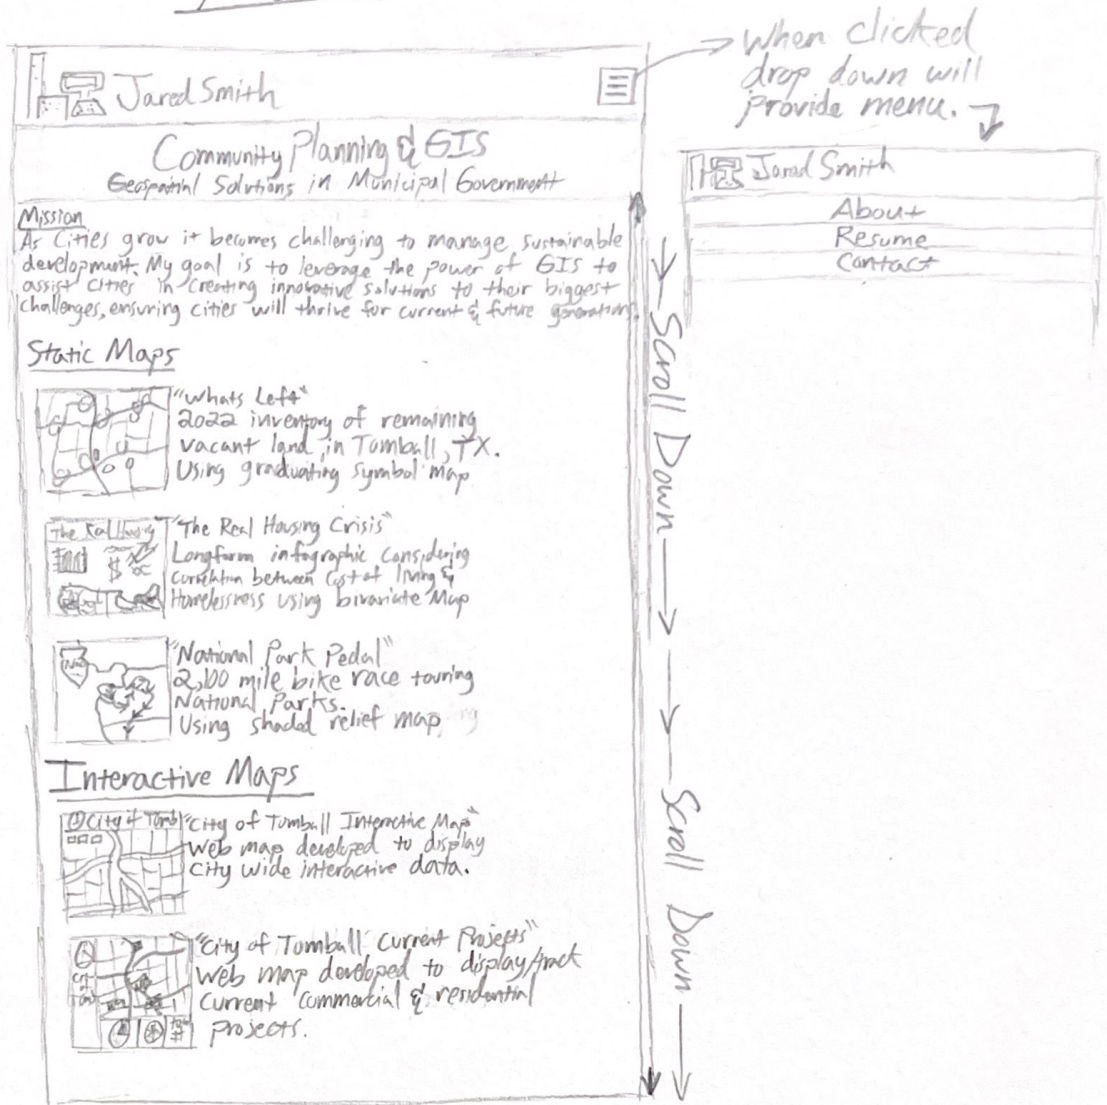 When clicked
drop down will
provide menu.
Jared Smith
Community Planning & GIS
Geospatial Solutions in Municipal Government
Jared Smith
About
Resume
Contact
Mission
As Cities grow it becomes challenging to manage sustainable
development. My goal is to leverage the power of GIS to
assist cities in creating innovative solutions to their biggest
challenges, ensuring cities will thrive for current & future generations.
Static Maps
"Whats Left"
2022 inventory of remaining
vacant land in Tomball, TX.
Using graduating symbol map
The Real Housing
"The Real Housing Crisis"
Longform infographic considering
correlation between cost of living &
Homelessness using bivariate Map
"National Park Pedal"
2,100 mile bike race touring
National Parks.
Using shaded relief map.
Interactive Maps
City of Tomb
"City of Tomball Interactive Map"
Web map developed to display
City wide interactive data.
"City of Tomball Current Projects"
Web map developed to display/track
Current Commercial & residential
projects.
Scroll Down
Scroll Down